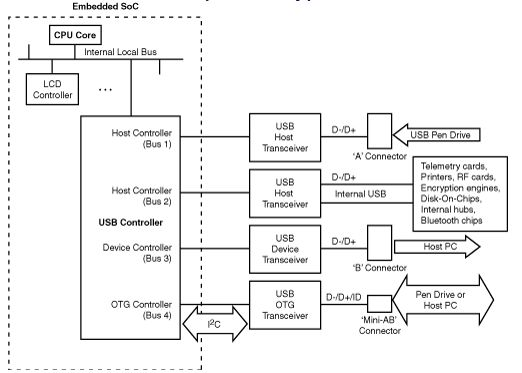 Embedded SoC
CPU Core
Internal Local Bus
LCD
Controller
...
Host Controller
(Bus 1)
USB
Host
Transceiver
D-/D+
'A' Connector
USB Pen Drive
Host Controller
(Bus 2)
USB
Host
Transceiver
D-/D+
Internal USB
Telemetry cards,
Printers, RF cards,
Encryption engines,
Disk-On-Chips,
Internal hubs,
Bluetooth chips
USB Controller
Device Controller
(Bus 3)
USB
Device
Transceiver
D-/D+
'B' Connector
Host PC
OTG Controller
(Bus 4)
I2C
USB
OTG
Transceiver
D-/D+/ID
'Mini-AB'
Connector
Pen Drive or
Host PC